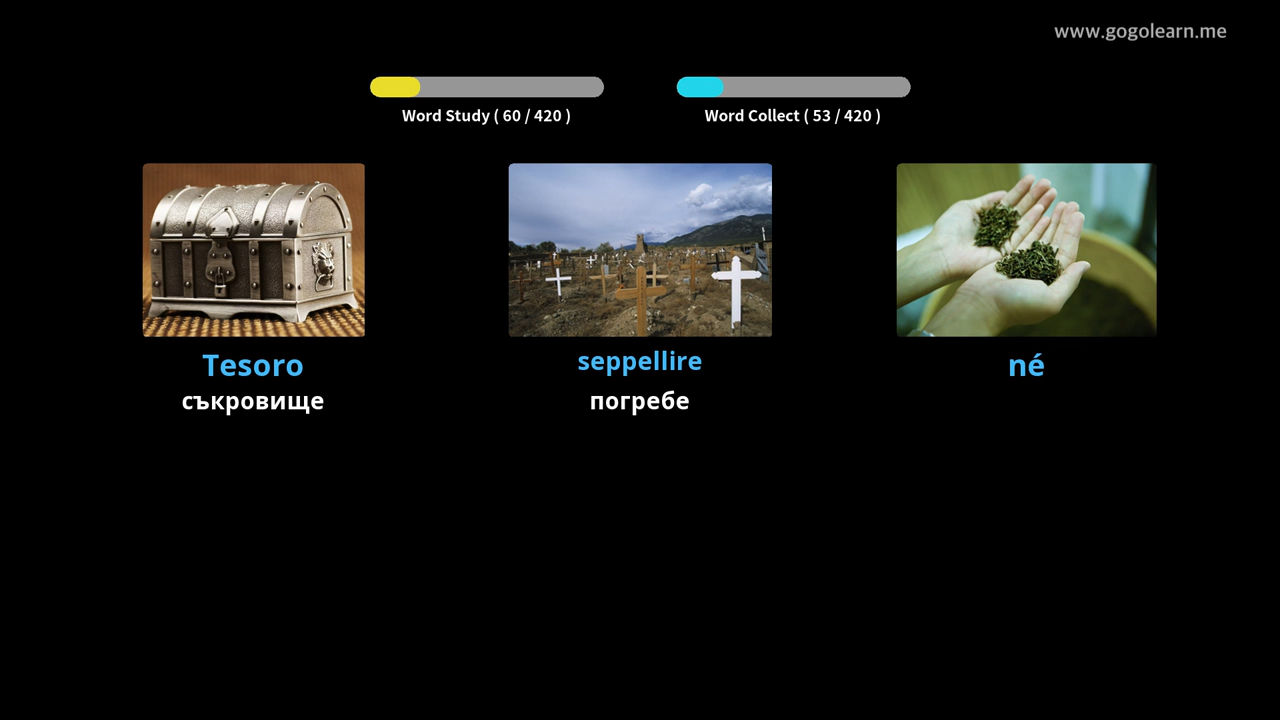 www.gogolearn.me
Word Study ( 60 / 420 )
Word Collect ( 53 / 420 )
Tesoro
съкровище
seppellire
погребе
né